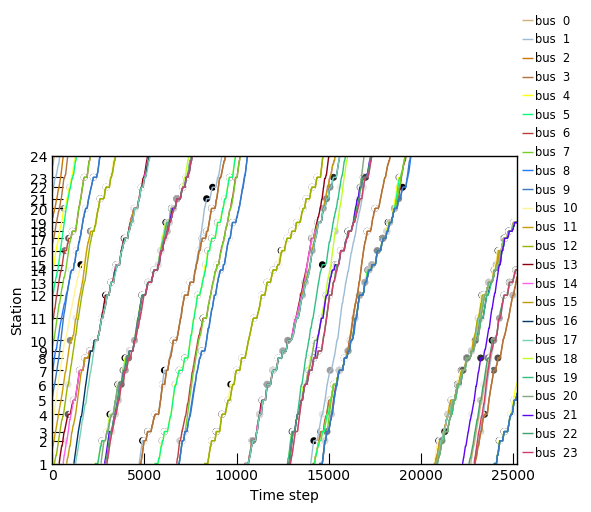 bus 0
bus 1
bus 2
bus 3
bus 4
bus 5
bus 6
bus 7
bus 8
bus 9
bus 10
bus 11
bus 12
bus 13
bus 14
bus 15
bus 16
bus 17
bus 18
bus 19
bus 20
bus 21
bus 22
bus 23
Station
24
23
22
21
20
19
18
17
16
15
14
13
12
11
10
9
8
7
6
5
4
3
2
1
0 5000 10000 15000 20000 25000
Time step